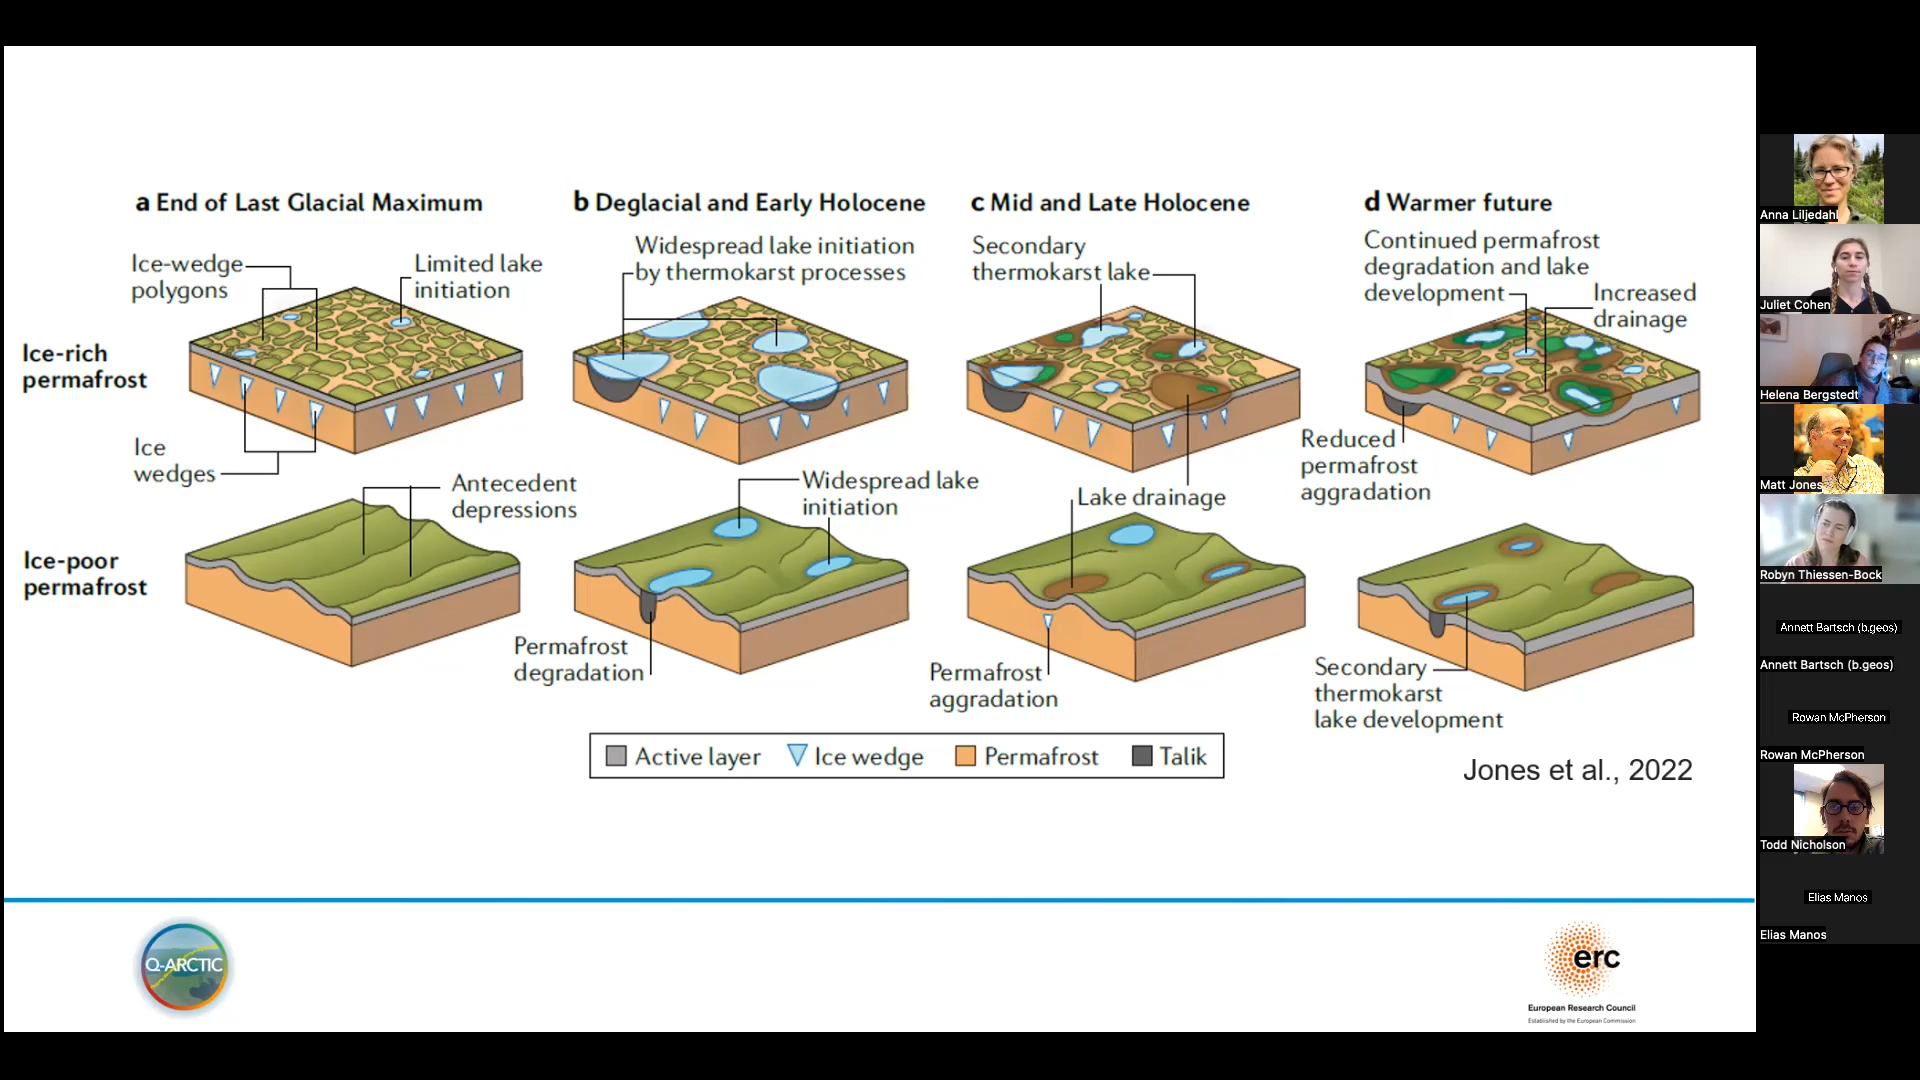 a End of Last Glacial Maximum
b Deglacial and Early Holocene
c Mid and Late Holocene
d Warmer future
Ice-rich
permafrost
Ice-wedge
polygons
Limited lake
initiation
Ice
wedges
Widespread lake initiation
by thermokarst processes
Secondary
thermokarst lake
Continued permafrost
degradation and lake
development
Increased
drainage
Reduced
permafrost
aggradation
Ice-poor
permafrost
Antecedent
depressions
Widespread lake
initiation
Permafrost
degradation
Lake drainage
Permafrost
aggradation
Secondary
thermokarst
lake development
Active layer
Ice wedge
Permafrost
Talik
Jones et al., 2022
Q-ARCTIC
erc
European Research Council
Established by the European Commission
Anna Liljedahl
Juliet Cohen
Helena Bergstedt
Matt Jones
Robyn Thiessen-Bock
Annett Bartsch (b.geos)
Annett Bartsch (b.geos)
Rowan McPherson
Rowan McPherson
Todd Nicholson
Elias Manos
Elias Manos